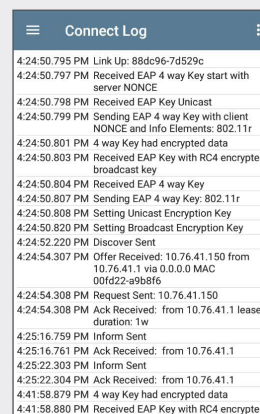 Connect Log
4:24:50.795 PM Link Up: 88dc96-7d529c
4:24:50.797 PM Received EAP 4 way Key start with
server NONCE
4:24:50.798 PM Received EAP Key Unicast
4:24:50.799 PM Sending EAP 4 way Key with client
NONCE and Info Elements: 802.11r
4:24:50.801 PM 4 way Key had encrypted data
4:24:50.803 PM Received EAP Key with RC4 encrypte
broadcast key
4:24:50.804 PM Received EAP 4 way Key
4:24:50.807 PM Sending EAP 4 way Key: 802.11r
4:24:50.808 PM Setting Unicast Encryption Key
4:24:50.820 PM Setting Broadcast Encryption Key
4:24:52.220 PM Discover Sent
4:24:54.307 PM Offer Received: 10.76.41.150 from
10.76.41.1 via 0.0.0.0 MAC
00fd22-a9b8f6
4:24:54.308 PM Request Sent: 10.76.41.150
4:24:54.308 PM Ack Received: from 10.76.41.1 lease
duration: 1w
4:25:16.759 PM Inform Sent
4:25:16.761 PM Ack Received: from 10.76.41.1
4:25:22.303 PM Inform Sent
4:25:22.304 PM Ack Received: from 10.76.41.1
4:41:58.879 PM 4 way Key had encrypted data
4:41:58.880 PM Received EAP Key with RC4 encrypte